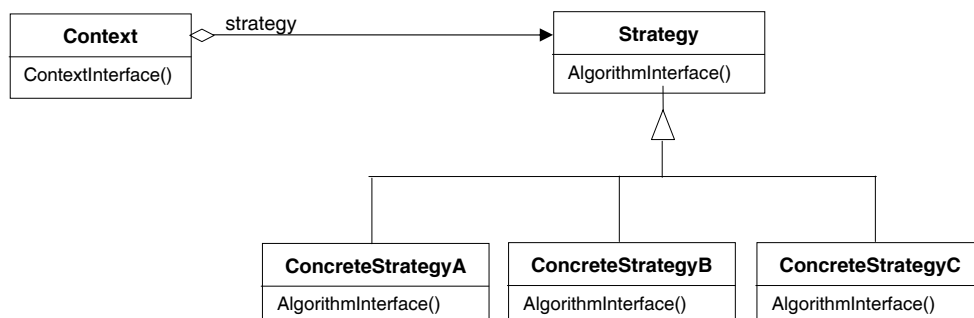 Context
ContextInterface()
strategy
Strategy
AlgorithmInterface()
ConcreteStrategyA
AlgorithmInterface()
ConcreteStrategyB
AlgorithmInterface()
ConcreteStrategyC
AlgorithmInterface()